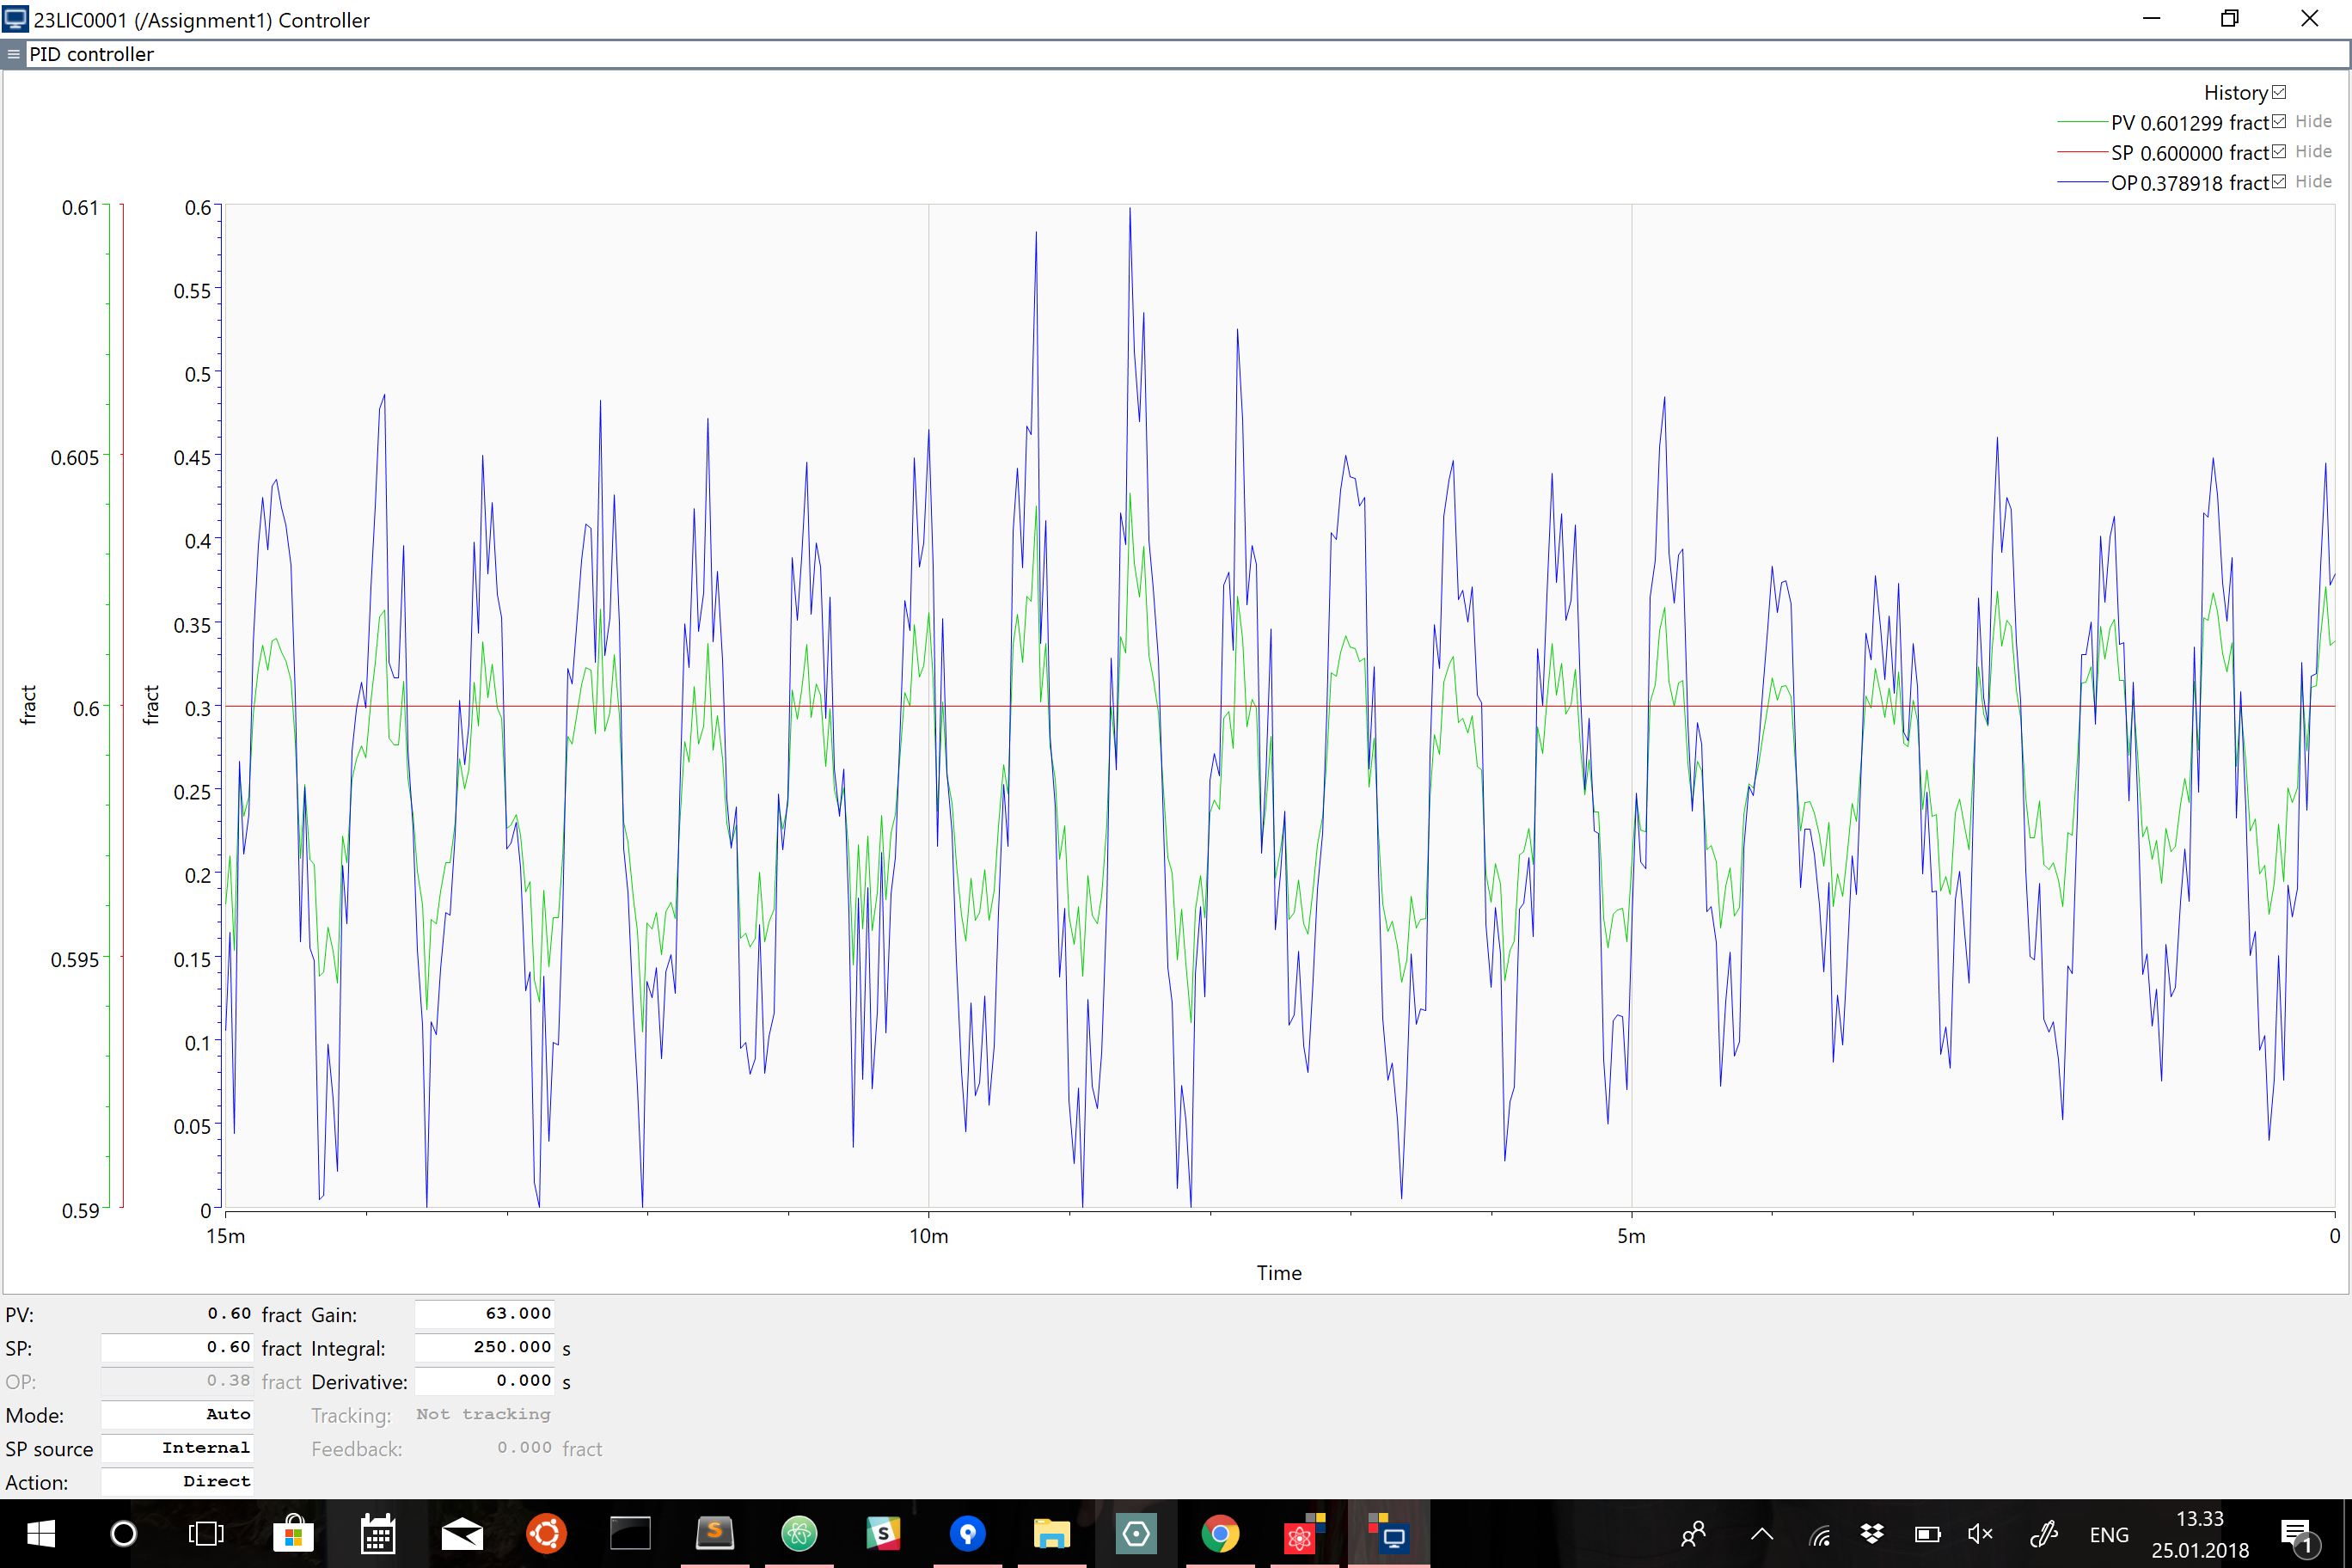 23LIC0001 (/Assignment1) Controller
PID controller
History
PV 0.601299 fract Hide
SP 0.600000 fract Hide
OP 0.378918 fract Hide
0.61 0.6
0.55
0.5
0.605 0.45
0.4
0.35
fract 0.6 fract 0.3
0.25
0.2
0.595 0.15
0.1
0.05
0.59 0
15m 10m 5m 0
Time
PV: 0.60 fract Gain: 63.000
SP: 0.60 fract Integral: 250.000 s
OP: 0.38 fract Derivative: 0.000 s
Mode: Auto Tracking: Not tracking
SP source Internal Feedback: 0.000 fract
Action: Direct
S S ENG 13.33
25.01.2018 1